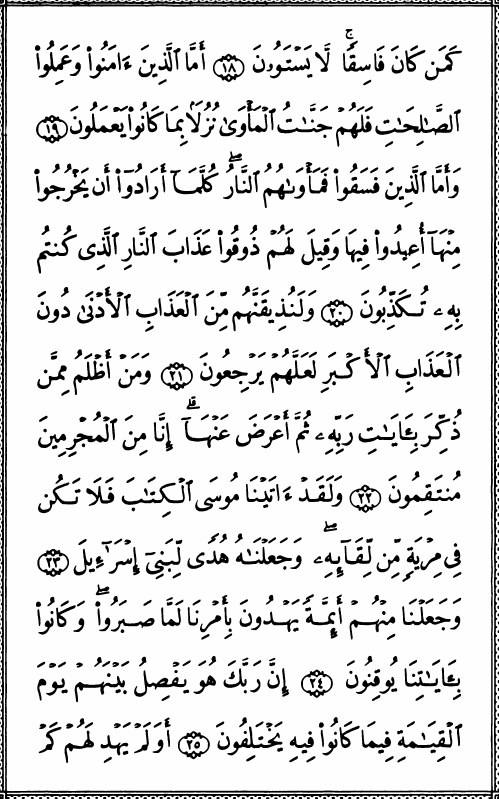 كَمَن كَانَ فَاسِقًا ۚ لَّا يَسْتَوُۥنَ ﴿١٨﴾ أَمَّا ٱلَّذِينَ ءَامَنُوا۟ وَعَمِلُوا۟
ٱلصَّـٰلِحَـٰتِ فَلَهُمْ جَنَّـٰتُ ٱلْمَأْوَىٰ نُزُلًۢا بِمَا كَانُوا۟ يَعْمَلُونَ ﴿١٩﴾
وَأَمَّا ٱلَّذِينَ فَسَقُوا۟ فَمَأْوَىٰهُمُ ٱلنَّارُ ۖ كُلَّمَآ أَرَادُوٓا۟ أَن يَخْرُجُوا۟
مِنْهَآ أُعِيدُوا۟ فِيهَا وَقِيلَ لَهُمْ ذُوقُوا۟ عَذَابَ ٱلنَّارِ ٱلَّذِى كُنتُم
بِهِۦ تُكَذِّبُونَ ﴿٢٠﴾ وَلَنُذِيقَنَّهُم مِّنَ ٱلْعَذَابِ ٱلْأَدْنَىٰ دُونَ
ٱلْعَذَابِ ٱلْأَكْبَرِ لَعَلَّهُمْ يَرْجِعُونَ ﴿٢١﴾ وَمَنْ أَظْلَمُ مِمَّن
ذُكِّرَ بِـَٔايَـٰتِ رَبِّهِۦ ثُمَّ أَعْرَضَ عَنْهَآ ۚ إِنَّا مِنَ ٱلْمُجْرِمِينَ
مُنتَقِمُونَ ﴿٢٢﴾ وَلَقَدْ ءَاتَيْنَا مُوسَى ٱلْكِتَـٰبَ فَلَا تَكُن
فِى مِرْيَةٍ مِّن لِّقَآئِهِۦ ۖ وَجَعَلْنَـٰهُ هُدًى لِّبَنِىٓ إِسْرَٰٓءِيلَ ﴿٢٣﴾
وَجَعَلْنَا مِنْهُمْ أَئِمَّةً يَهْدُونَ بِأَمْرِنَا لَمَّا صَبَرُوا۟ ۖ وَكَانُوا۟
بِـَٔايَـٰتِنَا يُوقِنُونَ ﴿٢٤﴾ إِنَّ رَبَّكَ هُوَ يَفْصِلُ بَيْنَهُمْ يَوْمَ
ٱلْقِيَـٰمَةِ فِيمَا كَانُوا۟ فِيهِ يَخْتَلِفُونَ ﴿٢٥﴾ أَوَلَمْ يَهْدِ لَهُمْ كَمْ